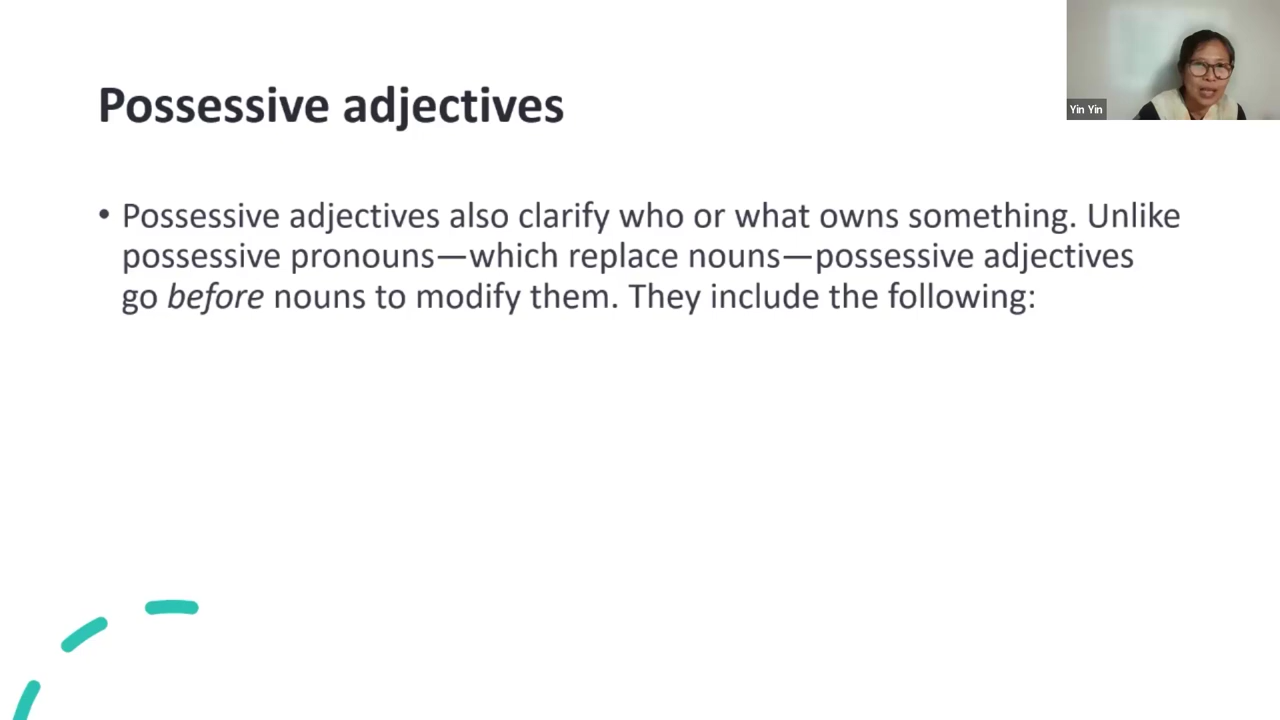 Possessive adjectives
Yin Yin
• Possessive adjectives also clarify who or what owns something. Unlike
possessive pronouns—which replace nouns—possessive adjectives
go before nouns to modify them. They include the following: